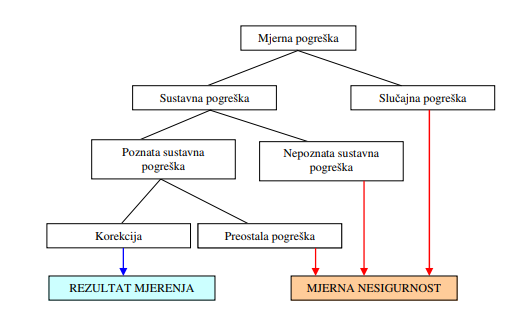 Mjerna pogreška
Sustavna pogreška
Slučajna pogreška
Poznata sustavna
pogreška
Nepoznata sustavna
pogreška
Korekcija
Preostala pogreška
REZULTAT MJERENJA
MJERNA NESIGURNOST